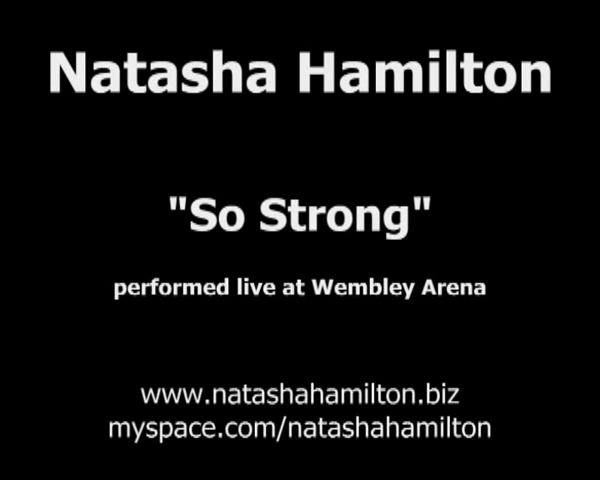 Natasha Hamilton
"So Strong"
performed live at Wembley Arena
www.natashahamilton.biz
myspace.com/natashahamilton